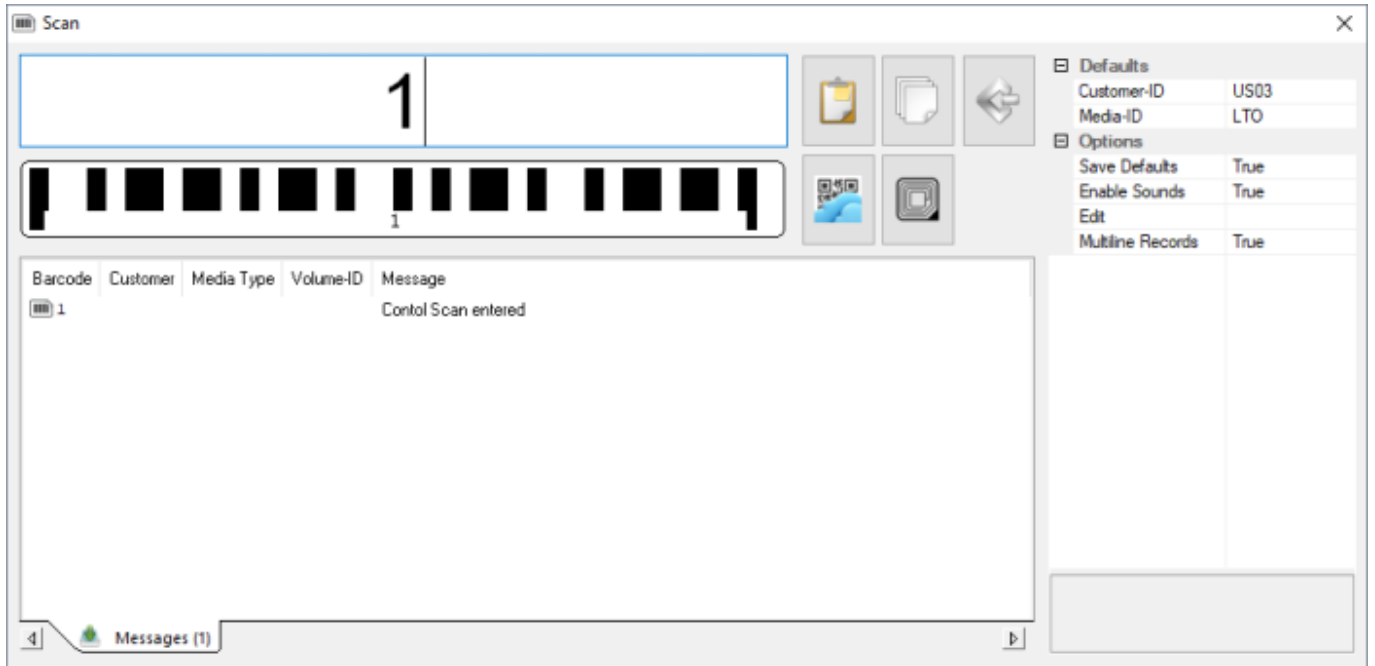 Scan
1
1
Defaults
Customer-ID US03
Media-ID LTO
Options
Save Defaults True
Enable Sounds True
Edit
Multiline Records True
Barcode Customer Media Type Volume-ID Message
1 Contol Scan entered
Messages (1)